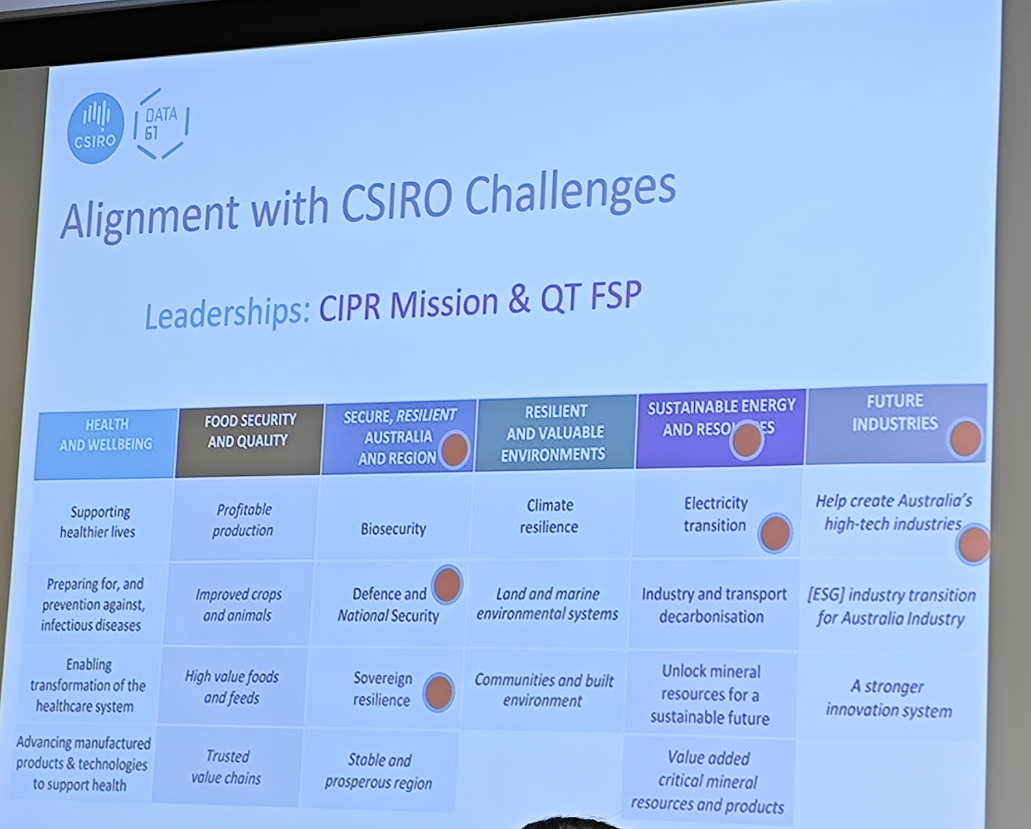 CSIRO
DATA
61
Alignment with CSIRO Challenges
Leaderships: CIPR Mission & QT FSP
HEALTH
AND WELLBEING
FOOD SECURITY
AND QUALITY
SECURE, RESILIENT
AUSTRALIA
AND REGION
RESILIENT
AND VALUABLE
ENVIRONMENTS
SUSTAINABLE ENERGY
AND RESOURCES
FUTURE
INDUSTRIES
Supporting
healthier lives
Profitable
production
Biosecurity
Climate
resilience
Electricity
transition
Help create Australia's
high-tech industries
Preparing for, and
prevention against,
infectious diseases
Improved crops
and animals
Defence and
National Security
Land and marine
environmental systems
Industry and transport
decarbonisation
[ESG] industry transition
for Australia Industry
Enabling
transformation of the
healthcare system
High value foods
and feeds
Sovereign
resilience
Communities and built
environment
Unlock mineral
resources for a
sustainable future
A stronger
innovation system
Advancing manufactured
products & technologies
to support health
Trusted
value chains
Stable and
prosperous region
Value added
critical mineral
resources and products